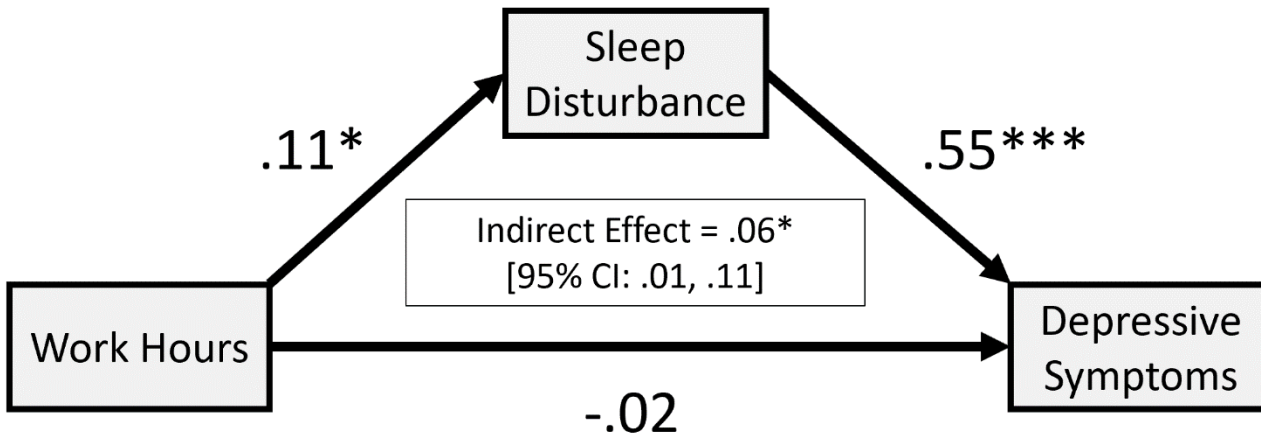 Sleep
Disturbance
.11*
.55***
Indirect Effect = .06*
[95% CI: .01, .11]
Work Hours
Depressive
Symptoms
-.02